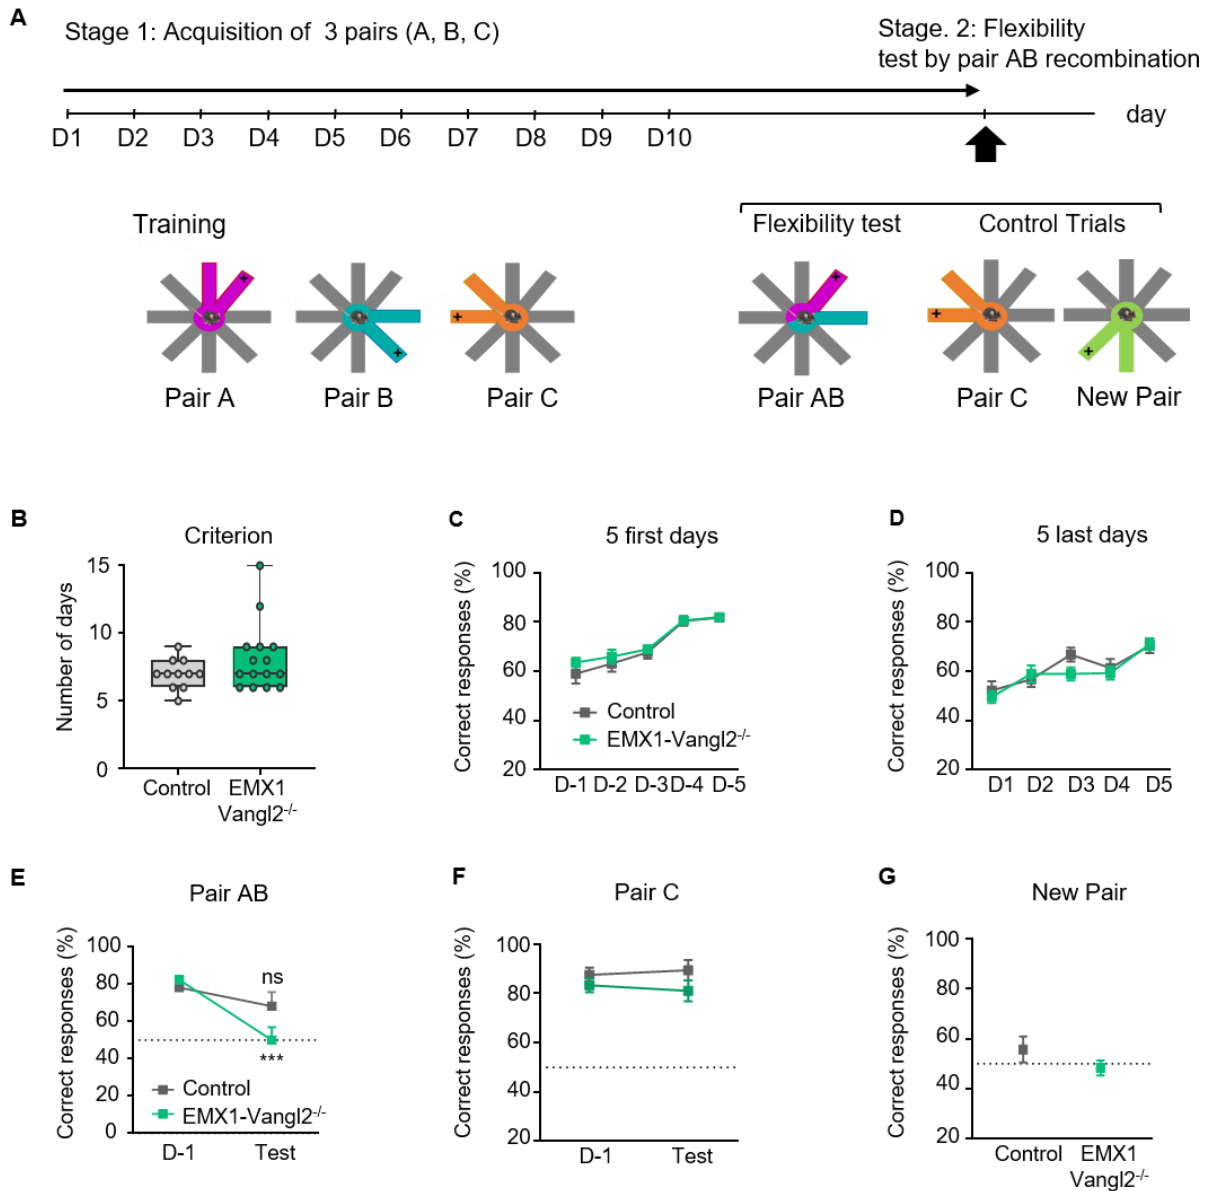 A
Stage 1: Acquisition of 3 pairs (A, B, C)
Stage. 2: Flexibility
test by pair AB recombination
day
D1 D2 D3 D4 D5 D6 D7 D8 D9 D10
Training
Flexibility test
Control Trials
+ + + + + +
Pair A Pair B Pair C Pair AB Pair C New Pair
B
Criterion
Number of days
15
10
5
0
Control EMX1
Vangl2-/-
C
5 first days
Correct responses (%)
100
80
60
40
20
Control
EMX1-Vangl2-/-
D-1 D-2 D-3 D-4 D-5
D
5 last days
Correct responses (%)
100
80
60
40
20
D1 D2 D3 D4 D5
E
Pair AB
Correct responses (%)
100
80
60
40
20
0
ns
***
Control
EMX1-Vangl2-/-
D-1 Test
F
Pair C
Correct responses (%)
100
80
60
40
20
D-1 Test
G
New Pair
Correct responses (%)
100
80
60
40
20
Control EMX1
Vangl2-/-